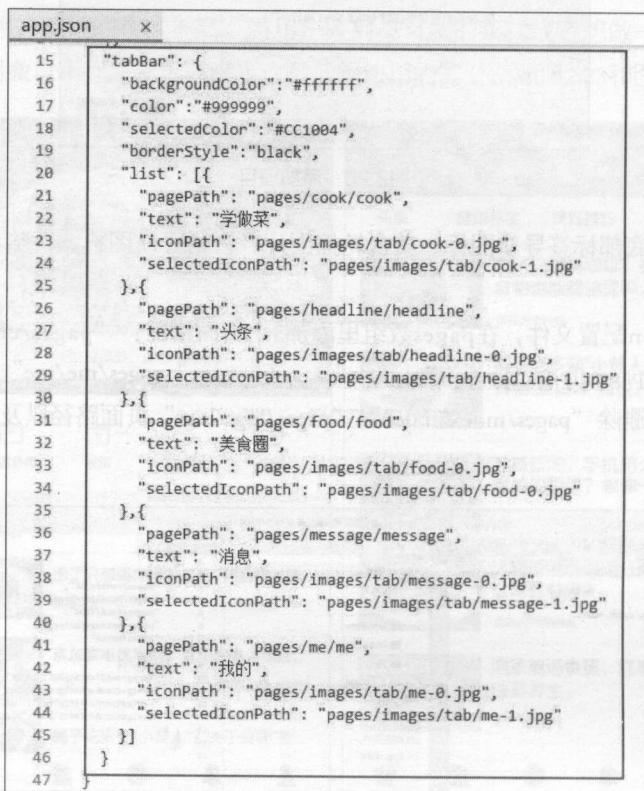 app.json ×
15 "tabBar": {
16 "backgroundColor":"#ffffff",
17 "color":"#999999",
18 "selectedColor":"#CC1004",
19 "borderStyle":"black",
20 "list": [{
21 "pagePath": "pages/cook/cook",
22 "text": "学做菜",
23 "iconPath": "pages/images/tab/cook-0.jpg",
24 "selectedIconPath": "pages/images/tab/cook-1.jpg"
25 },{
26 "pagePath": "pages/headline/headline",
27 "text": "头条",
28 "iconPath": "pages/images/tab/headline-0.jpg",
29 "selectedIconPath": "pages/images/tab/headline-1.jpg"
30 },{
31 "pagePath": "pages/food/food",
32 "text": "美食圈",
33 "iconPath": "pages/images/tab/food-0.jpg",
34 "selectedIconPath": "pages/images/tab/food-0.jpg"
35 },{
36 "pagePath": "pages/message/message",
37 "text": "消息",
38 "iconPath": "pages/images/tab/message-0.jpg",
39 "selectedIconPath": "pages/images/tab/message-1.jpg"
40 },{
41 "pagePath": "pages/me/me",
42 "text": "我的",
43 "iconPath": "pages/images/tab/me-0.jpg",
44 "selectedIconPath": "pages/images/tab/me-1.jpg"
45 }]
46 }
47 }